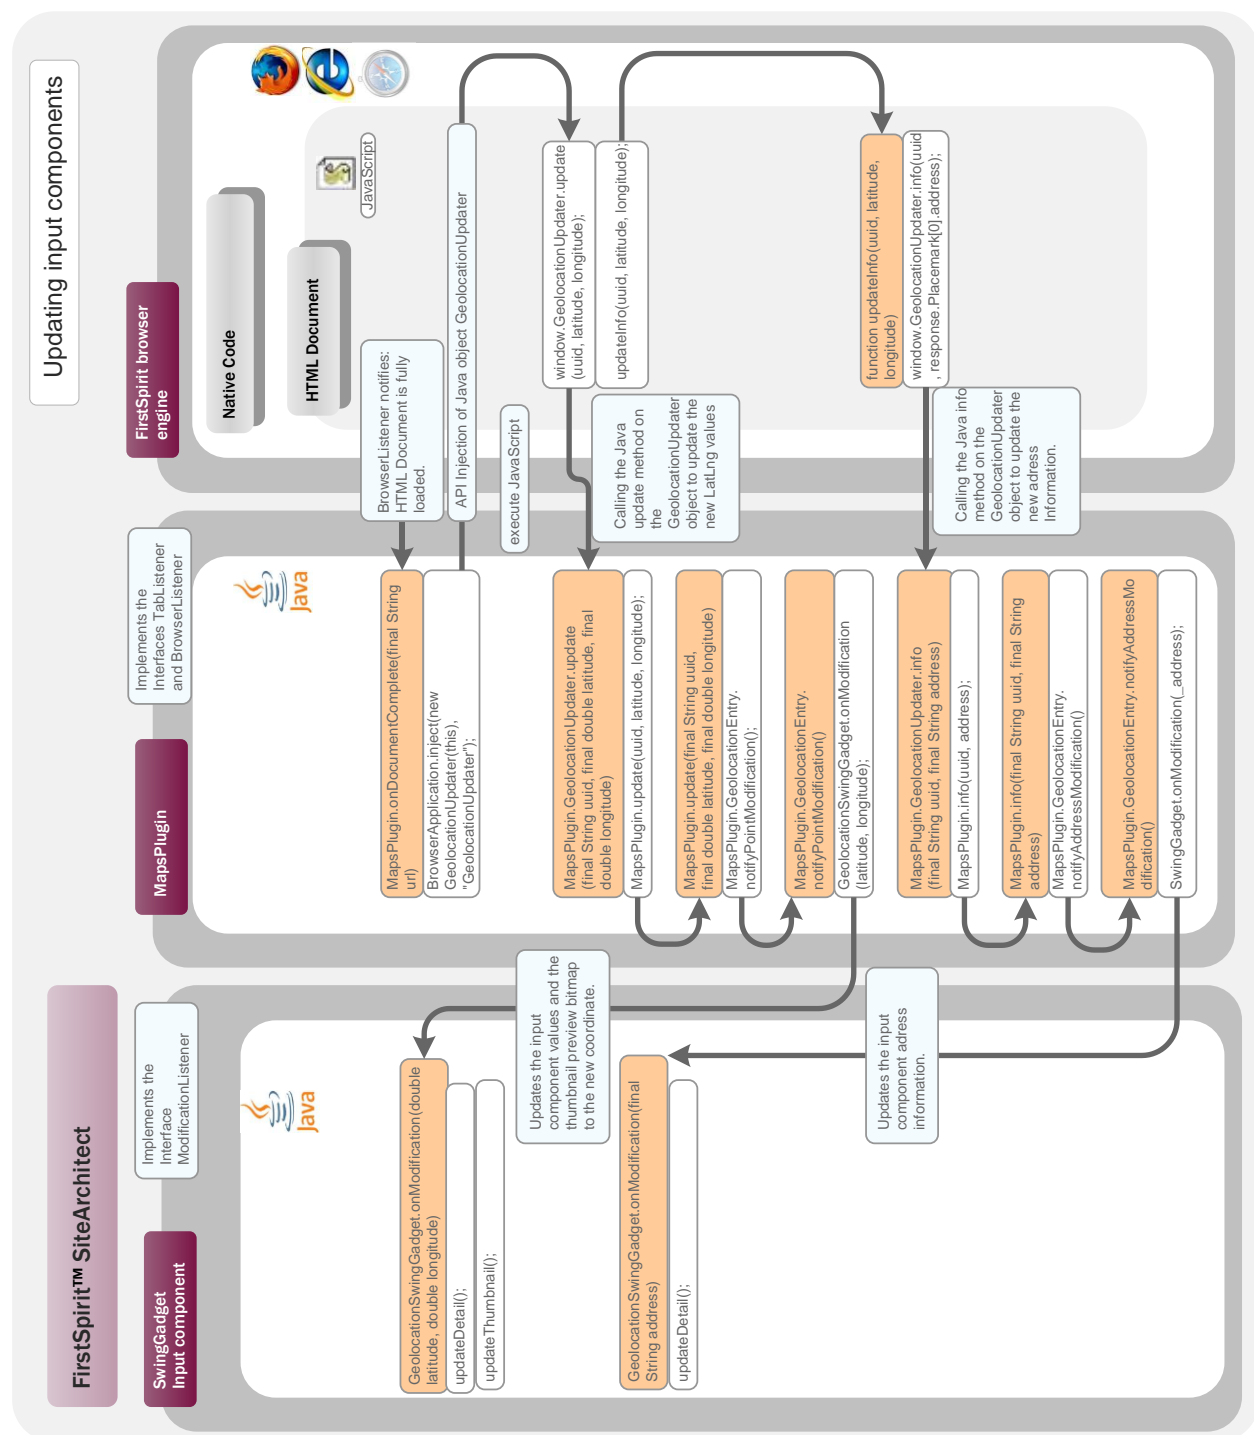 Updating input components
FirstSpirit™ SiteArchitect
SwingGadget
Input component
Implements the
Interface
ModificationListener
Java
GeolocationSwingGadget.onModification(double
latitude, double longitude)
updateDetail();
updateThumbnail();
Updates the input
component values and the
thumbnail preview bitmap
to the new coordinate.
GeolocationSwingGadget.onModification(final
String address)
updateDetail();
Updates the input
component adress
information.
MapsPlugin
Implements the
Interfaces TabListener
and BrowserListener
Java
MapsPlugin.onDocumentComplete(final String
url)
BrowserApplication.inject(new
GeolocationUpdater(this),
"GeolocationUpdater");
MapsPlugin.GeolocationUpdater.update
(final String uuid, final double latitude, final
double longitude)
MapsPlugin.update(uuid, latitude, longitude);
MapsPlugin.update(final String uuid,
final double latitude, final double longitude)
MapsPlugin.GeolocationEntry.
notifyPointModification();
MapsPlugin.GeolocationEntry.
notifyPointModification()
GeolocationSwingGadget.onModification
(latitude, longitude);
MapsPlugin.GeolocationUpdater.info
(final String uuid, final String address)
MapsPlugin.info(uuid, address);
MapsPlugin.info(final String uuid, final String
address)
MapsPlugin.GeolocationEntry.
notifyAddressModification()
MapsPlugin.GeolocationEntry.notifyAddressMo
dification()
SwingGadget.onModification(_address);
FirstSpirit browser
engine
Native Code
HTML Document
JavaScript
BrowserListener notifies:
HTML Document is fully
loaded.
API Injection of Java object GeolocationUpdater
execute JavaScript
window.GeolocationUpdater.update
(uuid, latitude, longitude);
updateInfo(uuid, latitude, longitude);
Calling the Java
update method on
the
GeolocationUpdater
object to update the
new LatLng values
function updateInfo(uuid, latitude,
longitude)
window.GeolocationUpdater.info(uuid
, response.Placemark[0].address);
Calling the Java info
method on the
GeolocationUpdater
object to update the
new adress
Information.